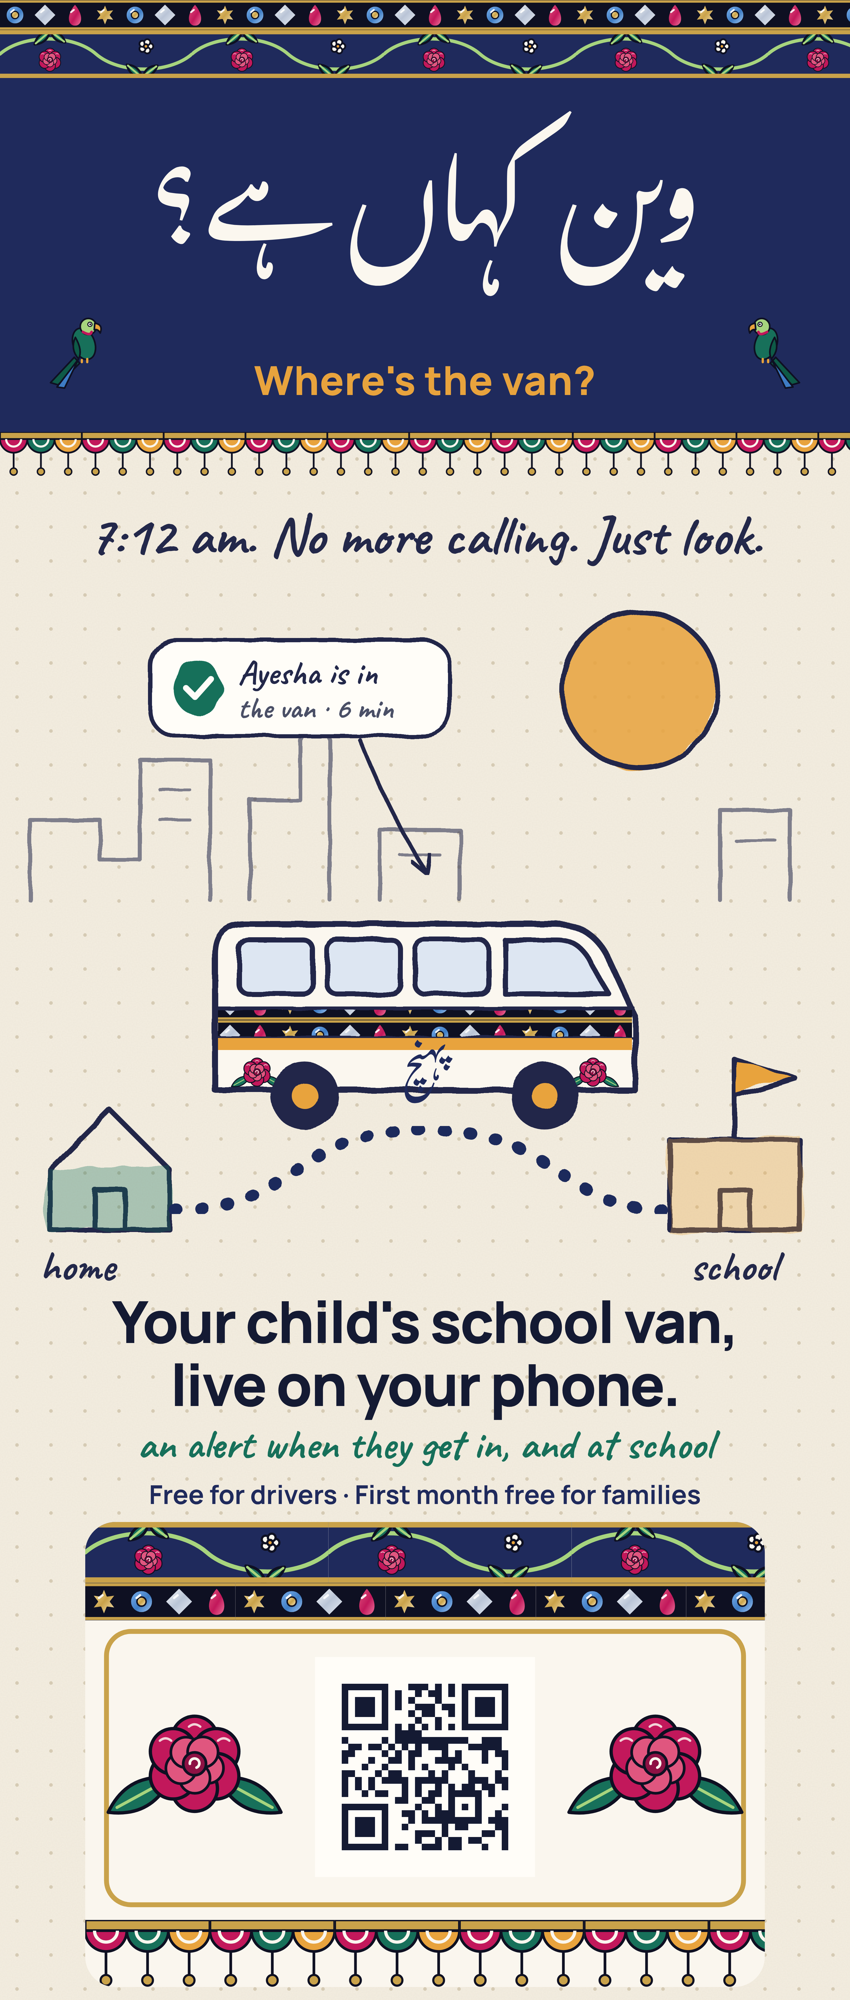 وین کہاں ہے؟
Where's the van?
7:12 am. No more calling. Just look.
Ayesha is in
the van · 6 min
پہنچ
home
school
Your child's school van,
live on your phone.
an alert when they get in, and at school
Free for drivers · First month free for families